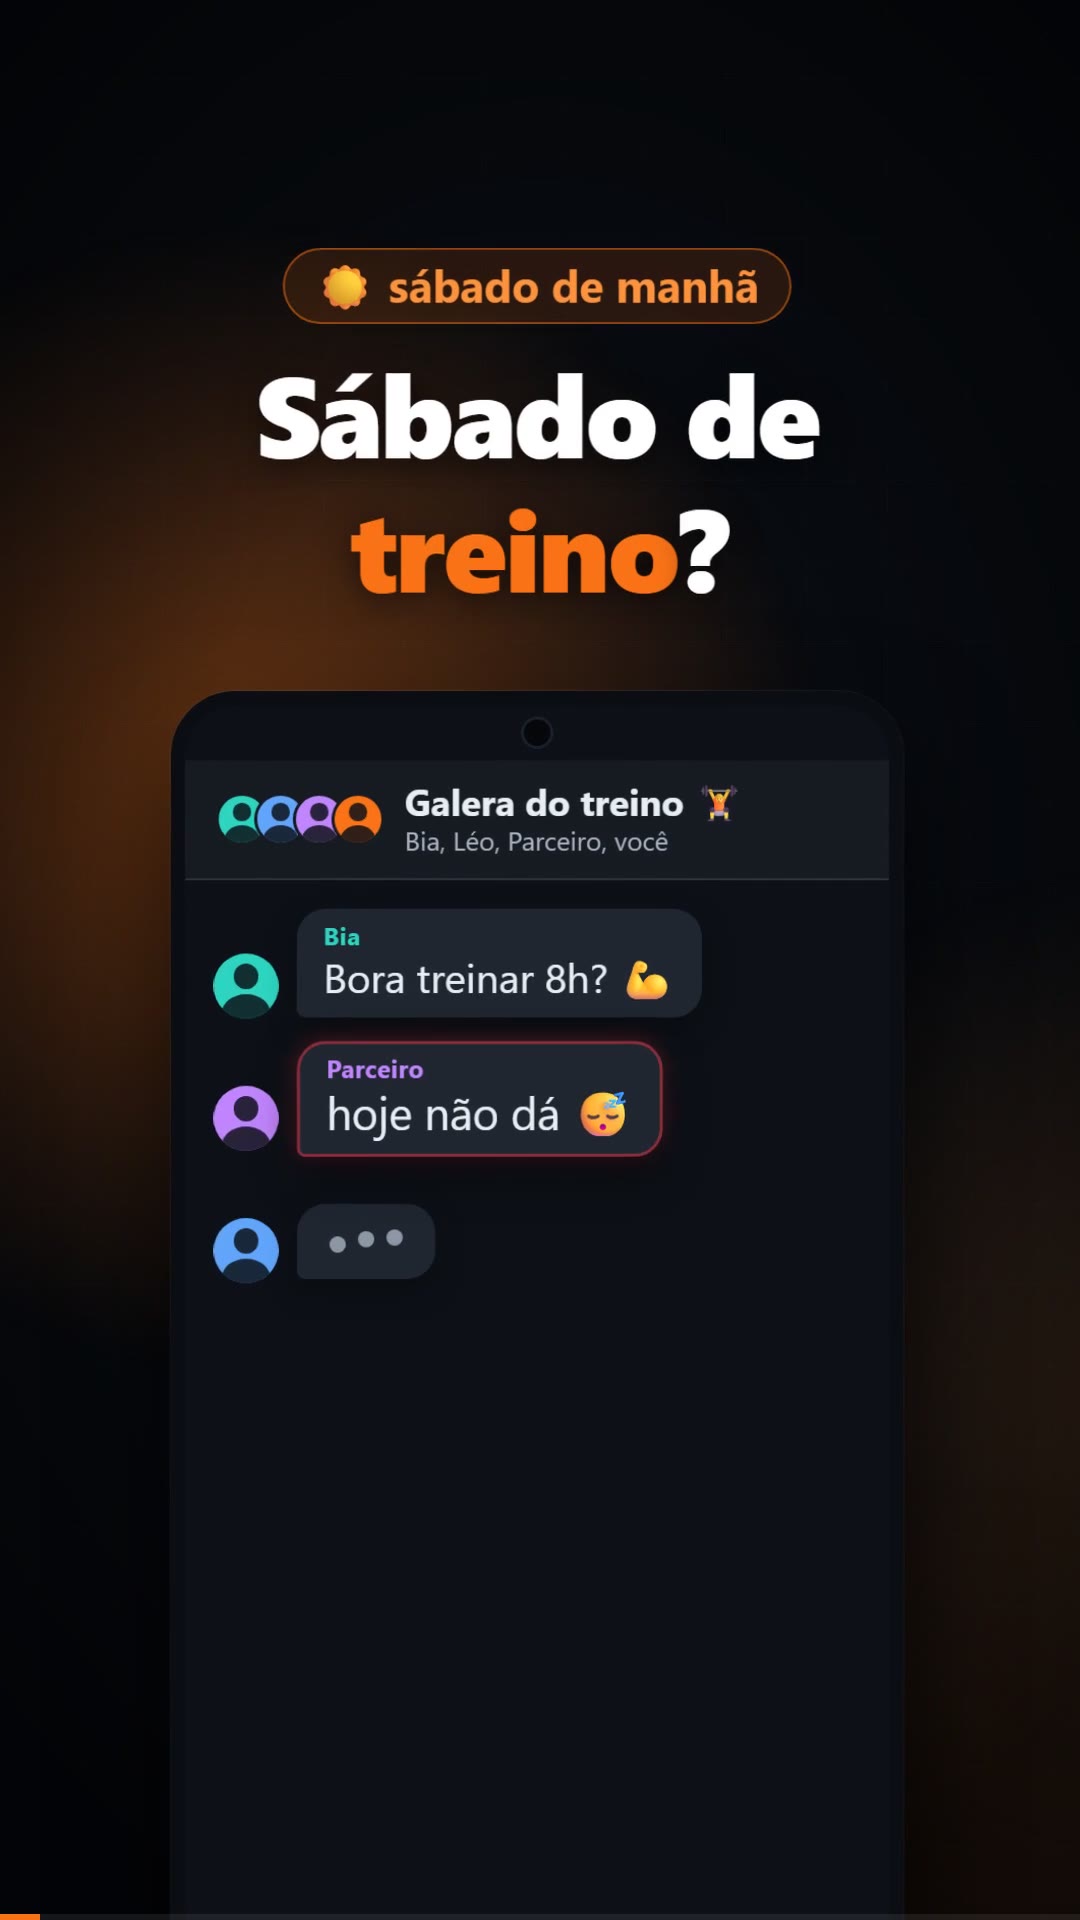 sábado de manhã
Sábado de
treino?
Galera do treino
Bia, Léo, Parceiro, você
Bia
Bora treinar 8h?
Parceiro
hoje não dá